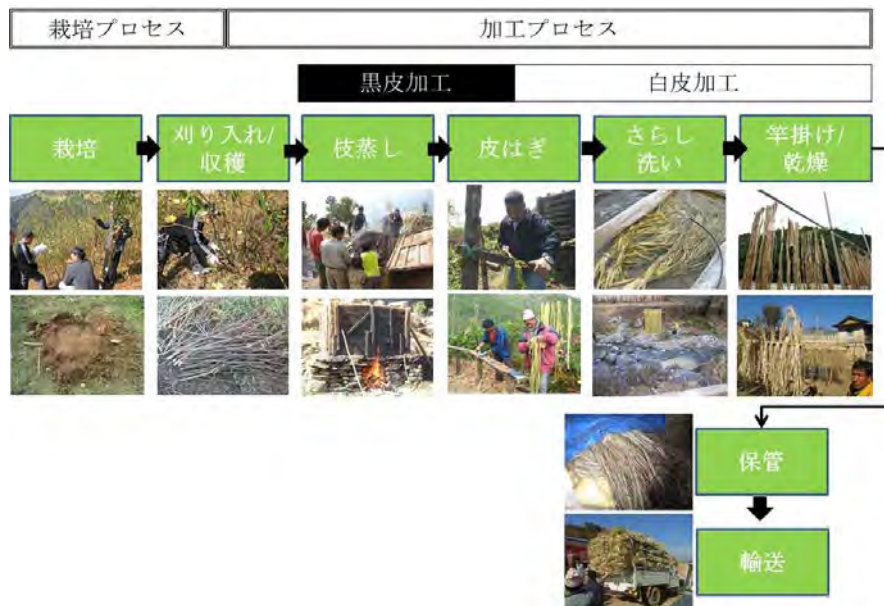 栽培プロセス
加工プロセス
黒皮加工
白皮加工
栽培
刈り入れ/
収穫
枝蒸し
皮はぎ
さらし
洗い
竿掛け/
乾燥
保管
輸送